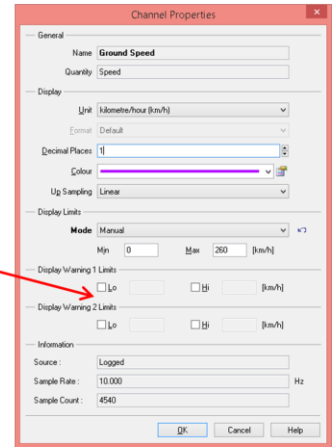 Channel Properties
General
Name Ground Speed
Quantity Speed
Display
Unit kilometre/hour (km/h)
Format Default
Decimal Places 1
Colour
Up Sampling Linear
Display Limits
Mode Manual
Min 0 Max 260 [km/h]
Display Warning 1 Limits
Lo Hi [km/h]
Display Warning 2 Limits
Lo Hi [km/h]
Information
Source : Logged
Sample Rate : 10.000 Hz
Sample Count : 4540
OK Cancel Help